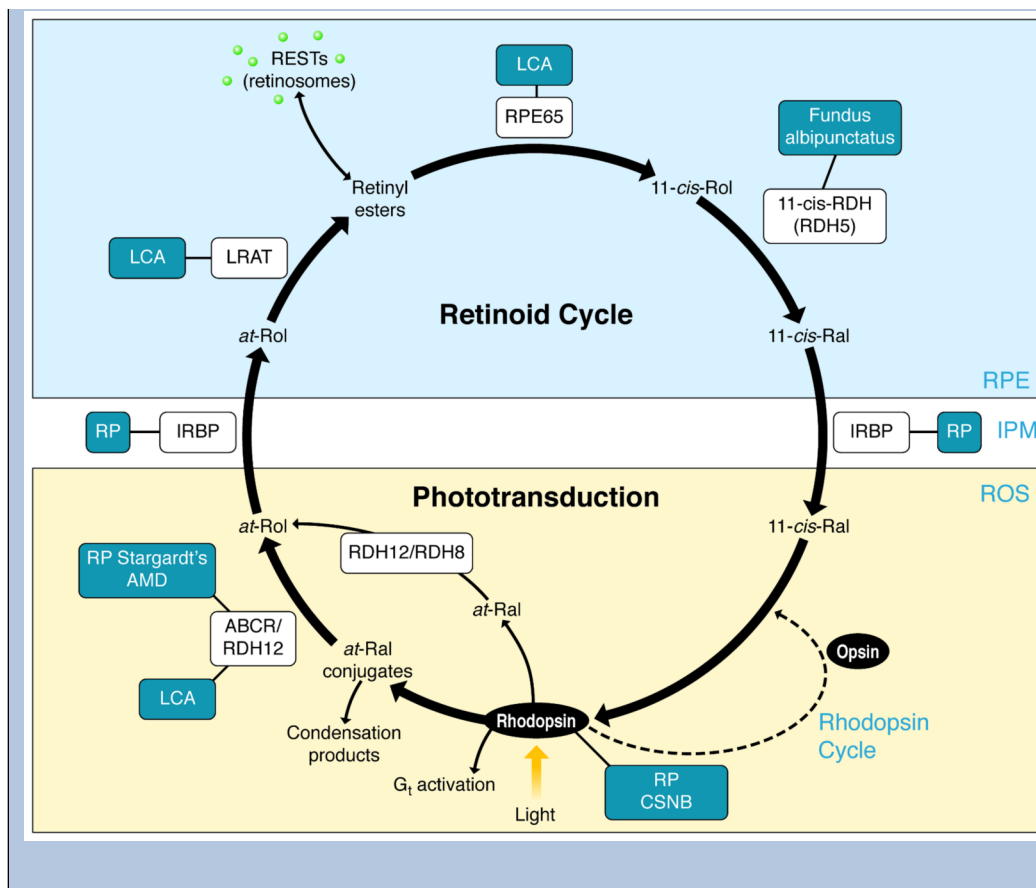 RESTs
(retinosomes)
LCA
RPE65
Fundus
albipunctatus
Retinyl
esters
11-cis-Rol
11-cis-RDH
(RDH5)
LCA
LRAT
Retinoid Cycle
at-Rol
11-cis-Ral
RPE
RP
IRBP
IRBP
RP
IPM
Phototransduction
ROS
at-Rol
11-cis-Ral
RDH12/RDH8
RP Stargardt's
AMD
at-Ral
ABCR/
RDH12
at-Ral
conjugates
Opsin
LCA
Rhodopsin
Rhodopsin
Cycle
Condensation
products
Gt activation
RP
CSNB
Light